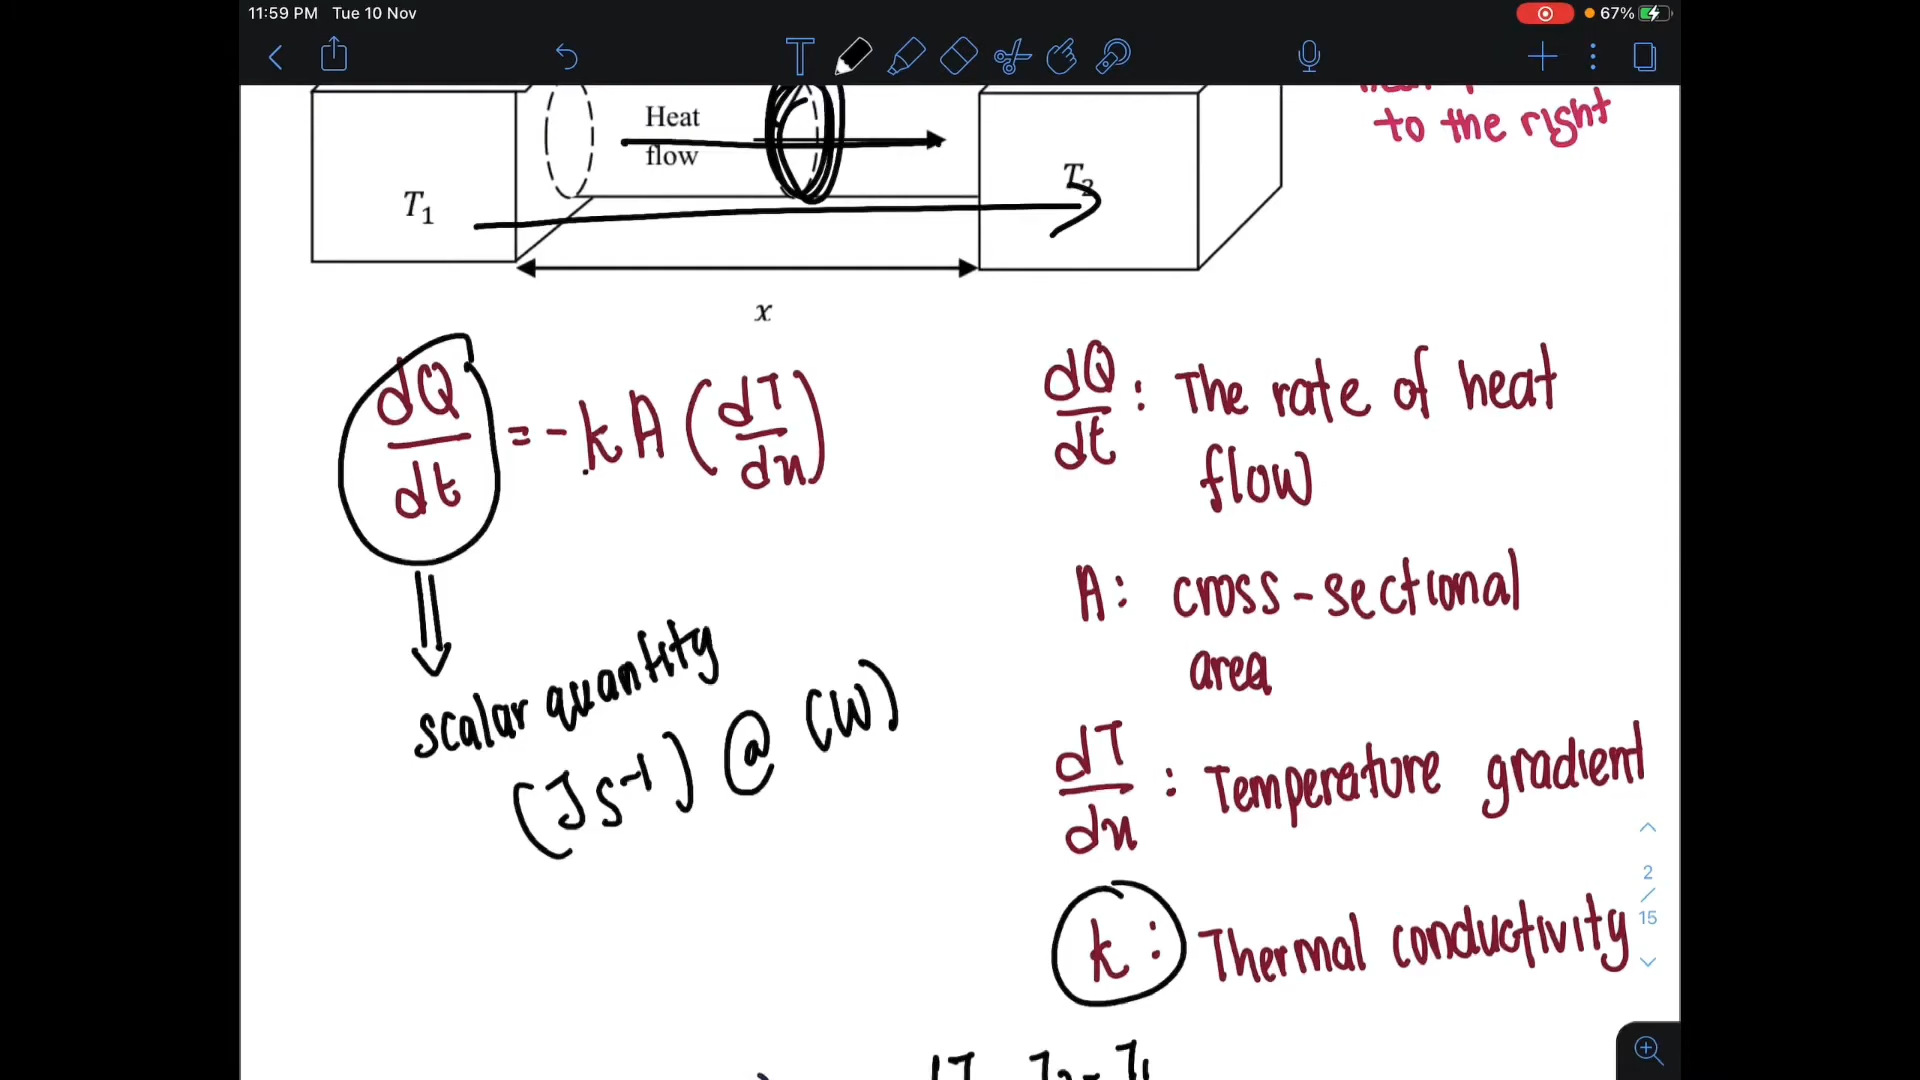 11:59 PM Tue 10 Nov
67%
T
to the right
Heat
flow
T₁
T₂
x
dQ/dt = -kA (dT/dx)
dQ/dt : The rate of heat
flow
A: cross-sectional
area
scalar quantity
(Js⁻¹) @ (W)
dT/dx : Temperature gradient
k: Thermal conductivity
2
/
15
T₂ - T₁